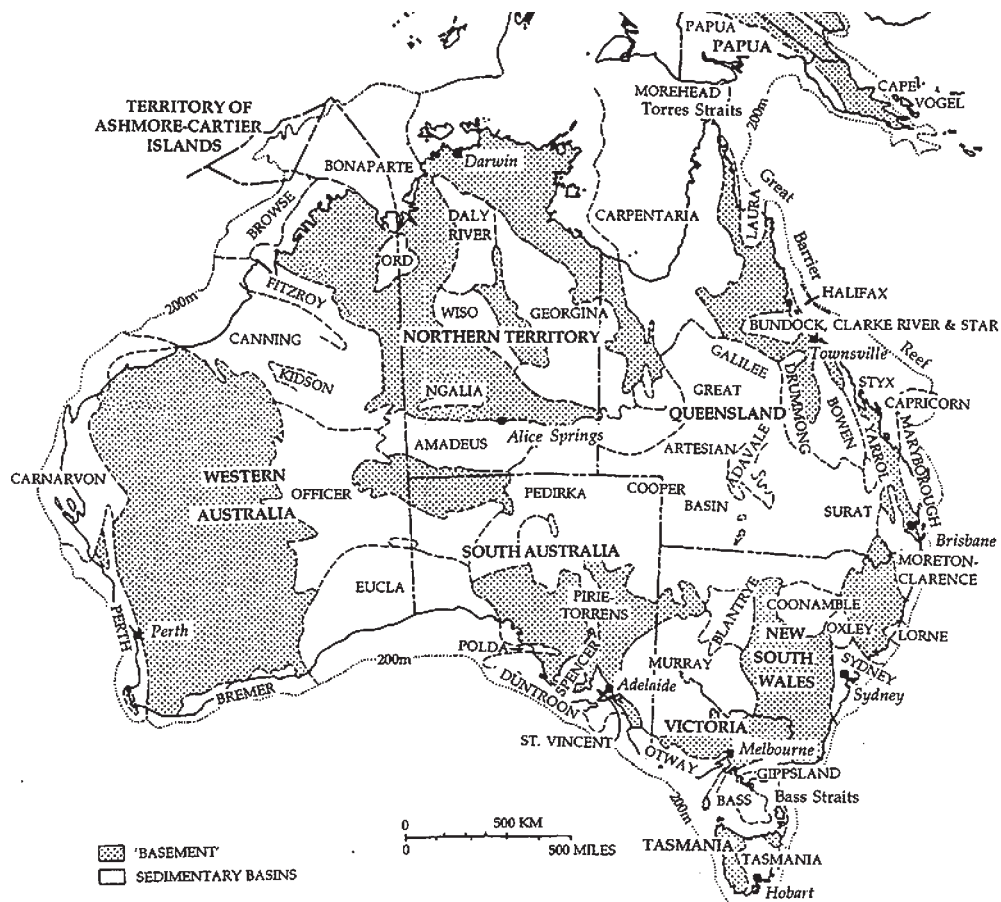 PAPUA
PAPUA
MOREHEAD
Torres Straits
CAPE
VOGEL
200m
TERRITORY OF
ASHMORE-CARTIER
ISLANDS
BONAPARTE
Darwin
BROWSE
DALY
RIVER
CARPENTARIA
LAURA
Great
Barrier
Reef
ORD
FITZROY
200m
HALIFAX
WISO
GEORGINA
BUNDOCK, CLARKE RIVER & STAR
CANNING
NORTHERN TERRITORY
Townsville
GALILEE
KIDSON
STYX
CAPRICORN
NGALIA
GREAT
DRUMMONG
BOWEN
QUEENSLAND
YARROL
MARYBOROUGH
AMADEUS
Alice Springs
ARTESIAN
ADAVALE
CARNARVON
WESTERN
AUSTRALIA
OFFICER
PEDIRKA
COOPER
BASIN
SURAT
Brisbane
SOUTH AUSTRALIA
MORETON-
CLARENCE
EUCLA
PIRIE-
TORRENS
BLANTRYE
COONAMBLE
PERTH
Perth
NEW
SOUTH
WALES
OXLEY
LORNE
POLDA
200m
SPENCER
MURRAY
SYDNEY
Sydney
BREMER
DUNTROON
Adelaide
VICTORIA
ST. VINCENT
OTWAY
Melbourne
GIPPSLAND
200m
BASS
Bass Straits
TASMANIA
TASMANIA
Hobart
0 500 KM
0 500 MILES
'BASEMENT'
SEDIMENTARY BASINS